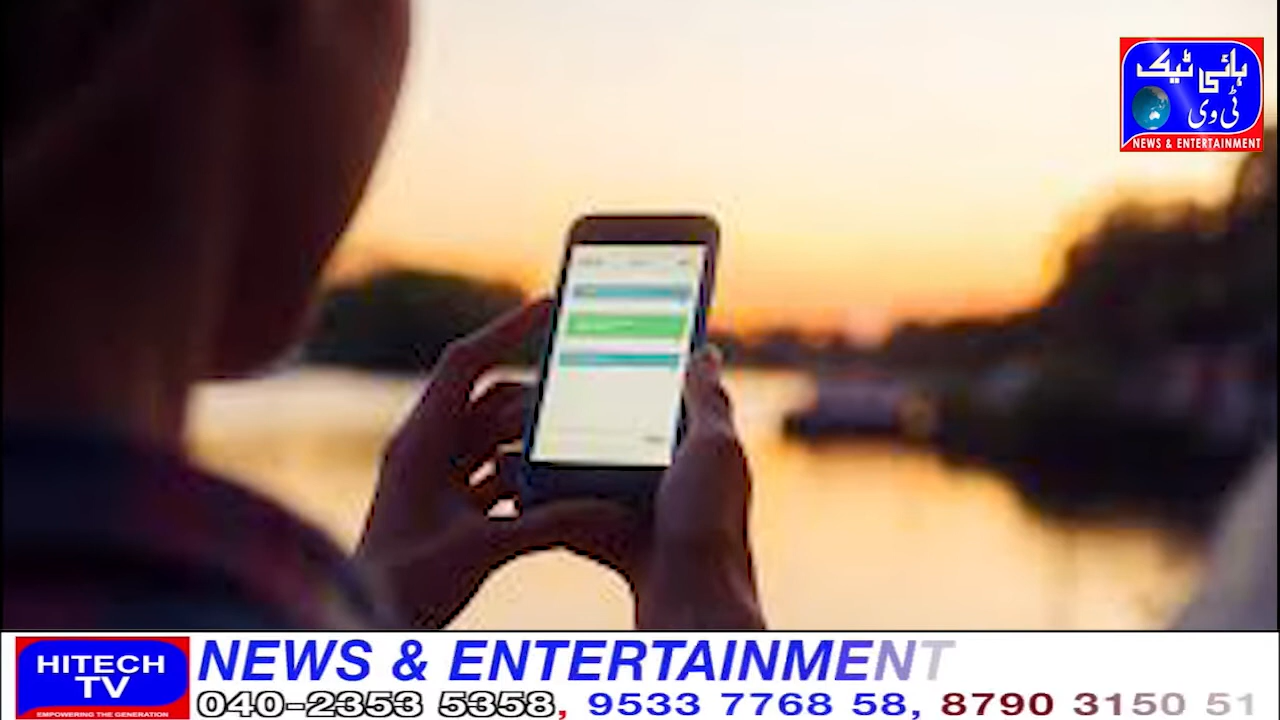 ہائی ٹیک
ٹی وی
NEWS & ENTERTAINMENT
HITECH
TV
EMPOWERING THE GENERATION
NEWS & ENTERTAINMENT
040-2353 5358, 9533 7768 58, 8790 3150 51